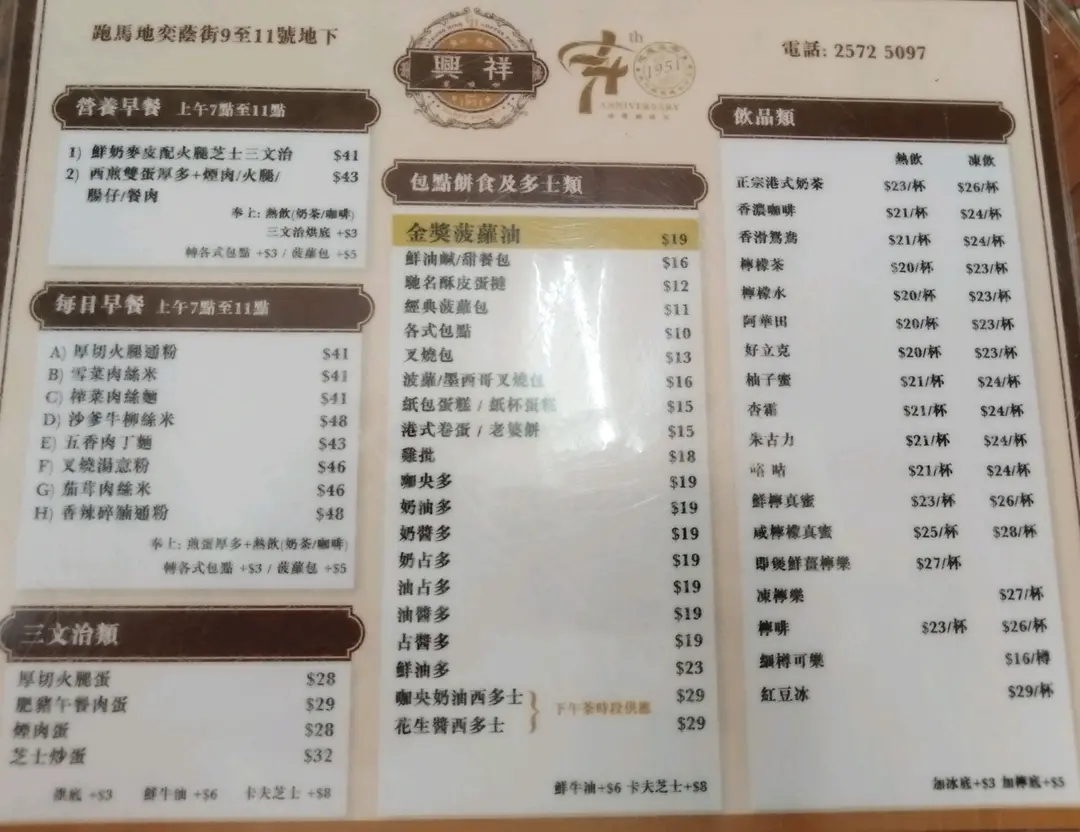 跑馬地奕蔭街9至11號地下
興祥
th
1951
ANNIVERSARY
電話: 2572 5097
營養早餐 上午7點至11點
1) 鮮奶麥皮配火腿芝士三文治 $41
2) 西煎雙蛋厚多+煙肉/火腿/ $43
腸仔/餐肉
奉上: 熱飲(奶茶/咖啡)
三文治烘底 +$3
轉各式包點 +$3 / 菠蘿包 +$5
每日早餐 上午7點至11點
A) 厚切火腿通粉 $41
B) 雪菜肉絲米 $41
C) 榨菜肉絲麵 $41
D) 沙爹牛柳絲米 $48
E) 五香肉丁麵 $43
F) 叉燒湯意粉 $46
G) 茄茸肉絲米 $46
H) 香辣碎腩通粉 $48
奉上: 煎蛋厚多+熱飲(奶茶/咖啡)
轉各式包點 +$3 / 菠蘿包 +$5
三文治類
厚切火腿蛋 $28
肥豬午餐肉蛋 $29
煙肉蛋 $28
芝士炒蛋 $32
烘底 +$3 鮮牛油 +$6 卡夫芝士 +$8
包點餅食及多士類
金獎菠蘿油 $19
鮮油鹹/甜餐包 $16
馳名酥皮蛋撻 $12
經典菠蘿包 $11
各式包點 $10
叉燒包 $13
菠蘿/墨西哥叉燒包 $16
紙包蛋糕 / 紙杯蛋糕 $15
港式卷蛋 / 老婆餅 $15
雞批 $18
咖央多 $19
奶油多 $19
奶醬多 $19
奶占多 $19
油占多 $19
油醬多 $19
占醬多 $19
鮮油多 $23
咖央奶油西多士 $29
花生醬西多士 $29
下午茶時段供應
鮮牛油+$6 卡夫芝士+$8
飲品類
熱飲 凍飲
正宗港式奶茶 $23/杯 $26/杯
香濃咖啡 $21/杯 $24/杯
香滑鴛鴦 $21/杯 $24/杯
檸檬茶 $20/杯 $23/杯
檸檬水 $20/杯 $23/杯
阿華田 $20/杯 $23/杯
好立克 $20/杯 $23/杯
柚子蜜 $21/杯 $24/杯
杏霜 $21/杯 $24/杯
朱古力 $21/杯 $24/杯
咯咕 $21/杯 $24/杯
鮮檸真蜜 $23/杯 $26/杯
咸檸檬真蜜 $25/杯 $28/杯
即煲鮮薑檸樂 $27/杯
凍檸樂 $27/杯
檸啡 $23/杯 $26/杯
細樽可樂 $16/樽
紅豆冰 $29/杯
加冰底+$3 加檸底+$5